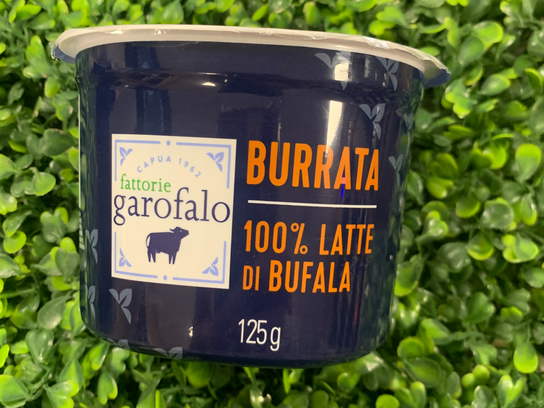 CAPUA 1962
fattorie
garofalo
BURRATA
100% LATTE
DI BUFALA
125g